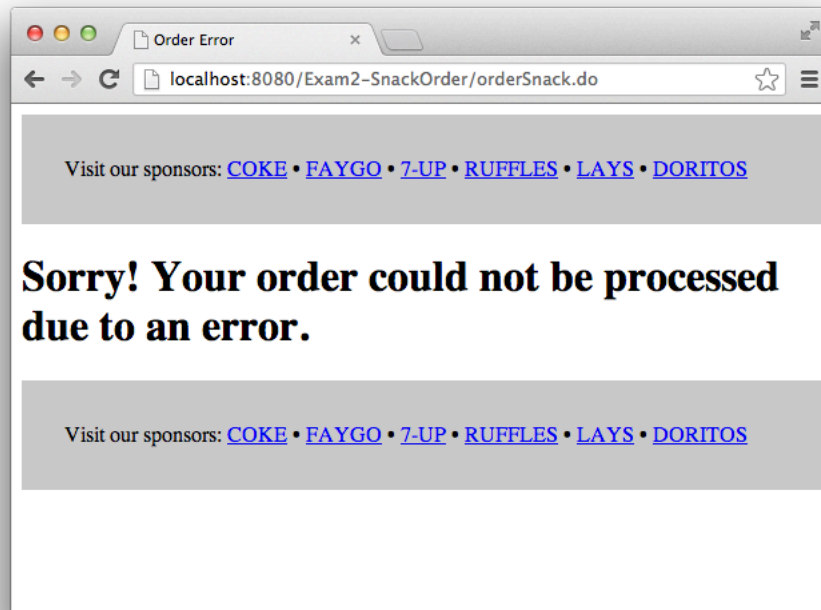 Order Error
localhost:8080/Exam2-SnackOrder/orderSnack.do
Visit our sponsors: COKE • FAYGO • 7-UP • RUFFLES • LAYS • DORITOS
Sorry! Your order could not be processed
due to an error.
Visit our sponsors: COKE • FAYGO • 7-UP • RUFFLES • LAYS • DORITOS